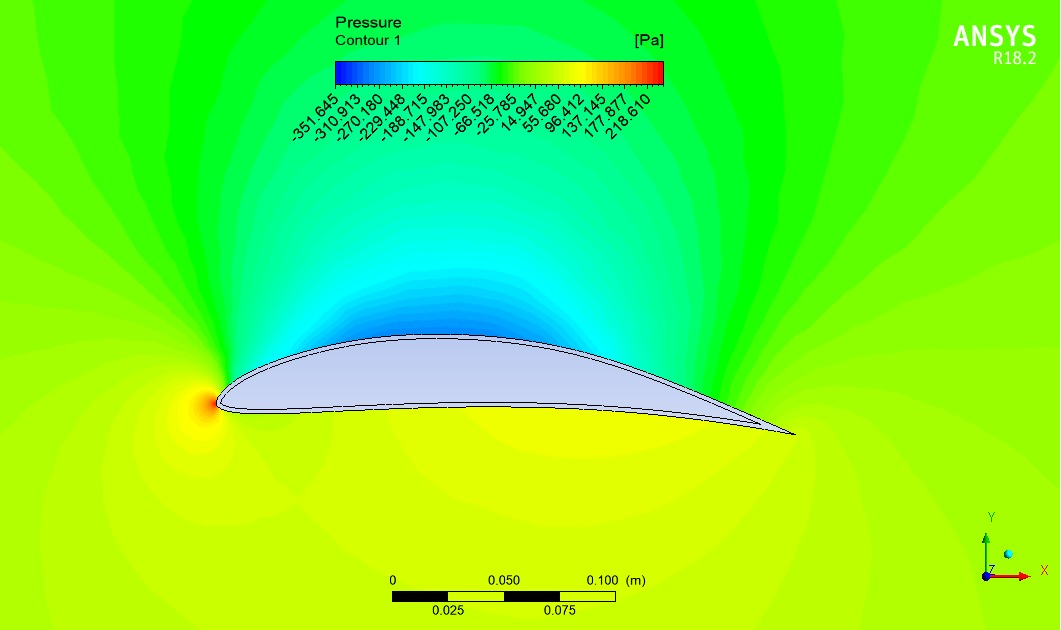 Pressure
Contour 1 [Pa]
ANSYS
R18.2
-351.645
-310.913
-270.180
-229.448
-188.715
-147.983
-107.250
-66.518
-25.785
14.947
55.680
96.412
137.145
177.877
218.610
Y
Z X
0 0.050 0.100 (m)
0.025 0.075